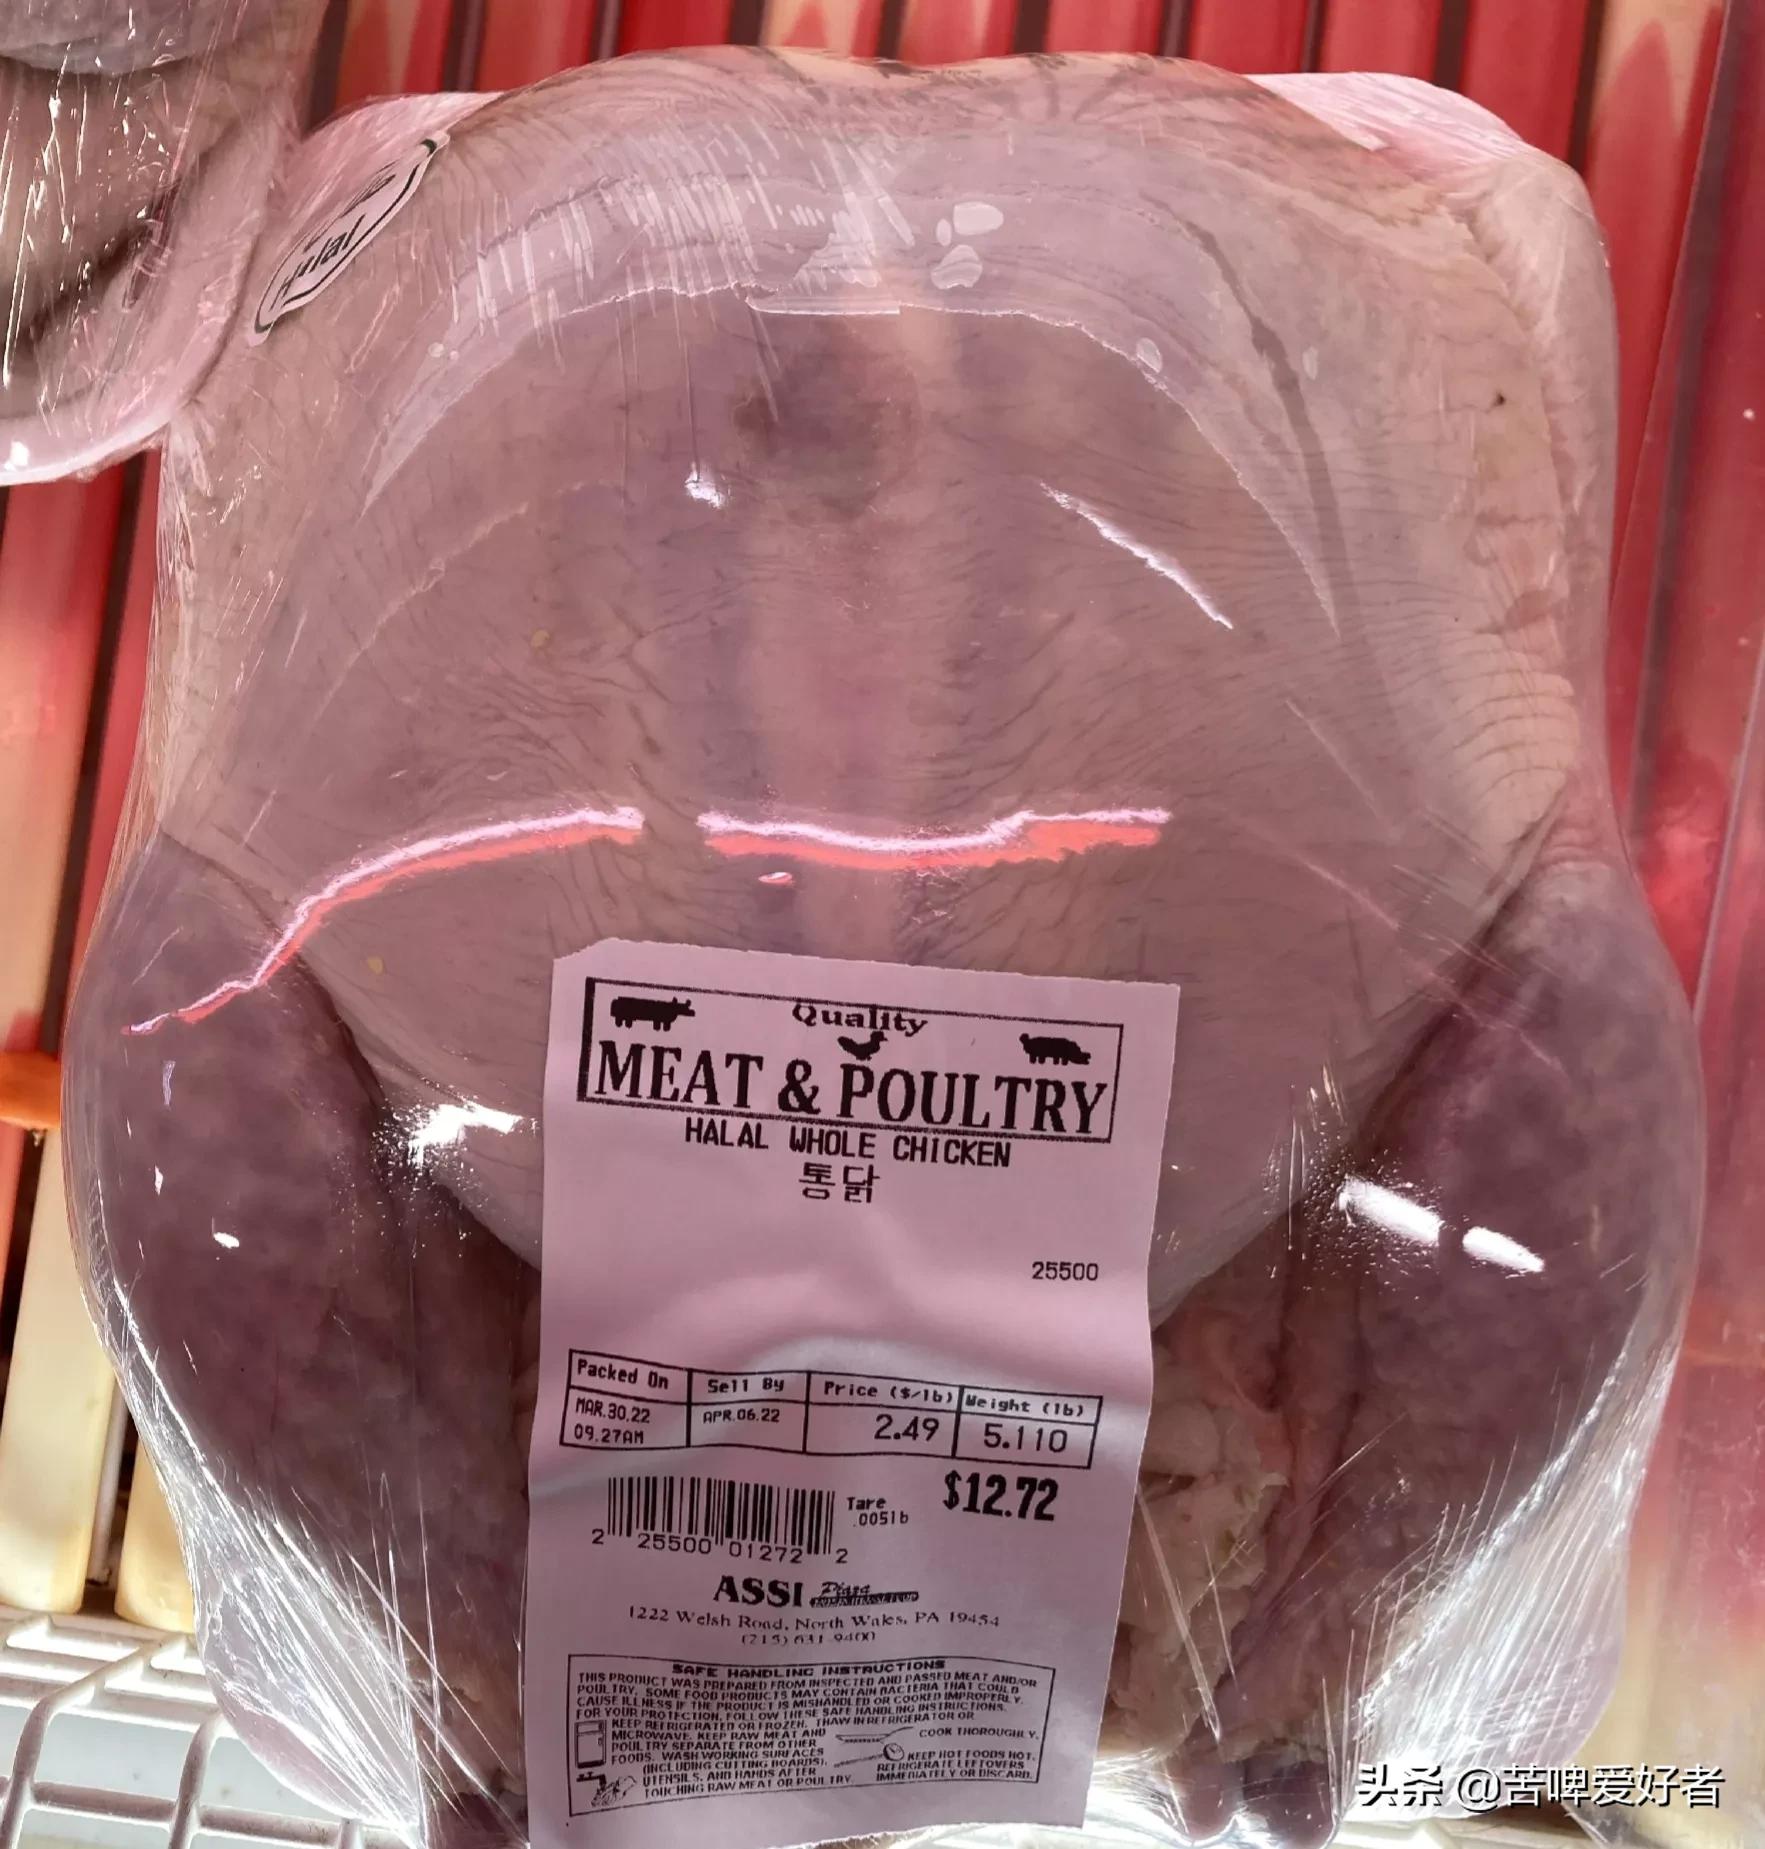 Halal
Quality
MEAT & POULTRY
HALAL WHOLE CHICKEN
통닭
25500
Packed On Sell By Price ($/lb) Weight (lb)
MAR.30.22 APR.06.22 2.49 5.110
09.27AM
$12.72
Tare
.005lb
2 25500 01272 2
ASSI Plaza
1222 Welsh Road, North Wales, PA 19454
(215) 631-9400
SAFE HANDLING INSTRUCTIONS
THIS PRODUCT WAS PREPARED FROM INSPECTED AND PASSED MEAT AND/OR
POULTRY. SOME FOOD PRODUCTS MAY CONTAIN BACTERIA THAT COULD
CAUSE ILLNESS IF THE PRODUCT IS MISHANDLED OR COOKED IMPROPERLY.
FOR YOUR PROTECTION, FOLLOW THESE SAFE HANDLING INSTRUCTIONS.
KEEP REFRIGERATED OR FROZEN. THAW IN REFRIGERATOR OR
MICROWAVE. KEEP RAW MEAT AND
POULTRY SEPARATE FROM OTHER
FOODS. WASH WORKING SURFACES
(INCLUDING CUTTING BOARDS),
UTENSILS, AND HANDS AFTER
TOUCHING RAW MEAT OR POULTRY.
COOK THOROUGHLY.
KEEP HOT FOODS HOT.
REFRIGERATE LEFTOVERS
IMMEDIATELY OR DISCARD.
头条 @苦啤爱好者